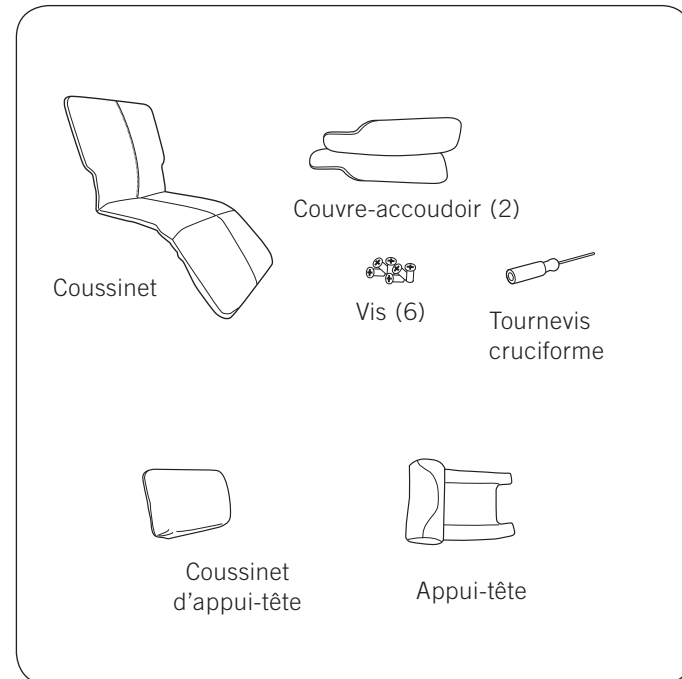 Coussinet
Couvre-accoudoir (2)
Vis (6)
Tournevis
cruciforme
Coussinet
d’appui-tête
Appui-tête